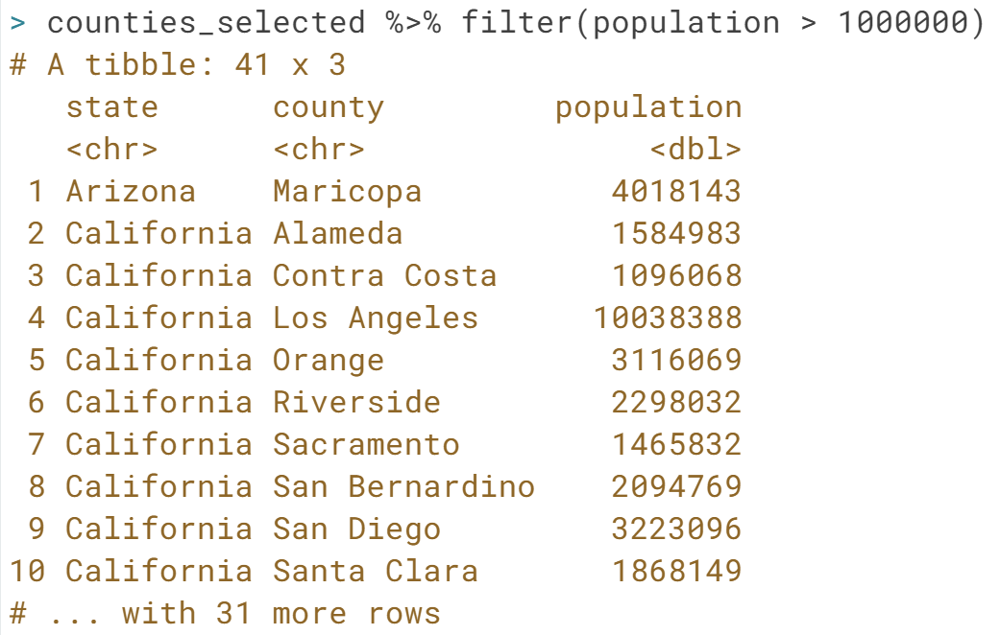 > counties_selected %>% filter(population > 1000000)
# A tibble: 41 x 3
   state      county         population
   <chr>      <chr>               <dbl>
 1 Arizona    Maricopa          4018143
 2 California Alameda           1584983
 3 California Contra Costa      1096068
 4 California Los Angeles      10038388
 5 California Orange            3116069
 6 California Riverside         2298032
 7 California Sacramento        1465832
 8 California San Bernardino    2094769
 9 California San Diego         3223096
10 California Santa Clara       1868149
# ... with 31 more rows